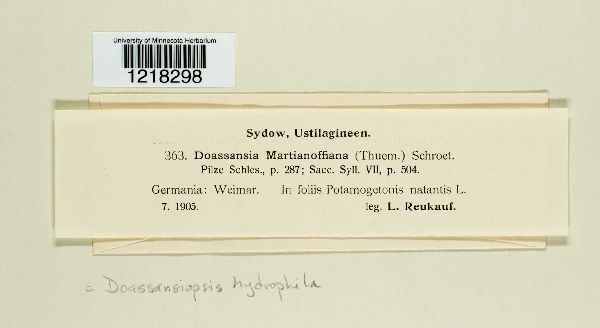 University of Minnesota Herbarium
1218298
Sydow, Ustilagineen.
363. Doassansia Martianoffiana (Thuem.) Schroet.
Pilze Schles., p. 287; Sacc. Syll. VII, p. 504.
Germania: Weimar. In foliis Potamogetonis natantis L.
7. 1905. leg. L. Reukauf.
= Doassansiopsis hydrophila